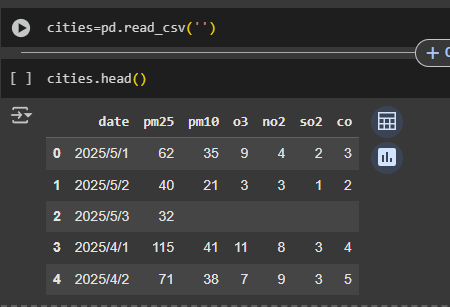 cities=pd.read_csv('')
[ ] cities.head()
date pm25 pm10 o3 no2 so2 co
0 2025/5/1 62 35 9 4 2 3
1 2025/5/2 40 21 3 3 1 2
2 2025/5/3 32
3 2025/4/1 115 41 11 8 3 4
4 2025/4/2 71 38 7 9 3 5